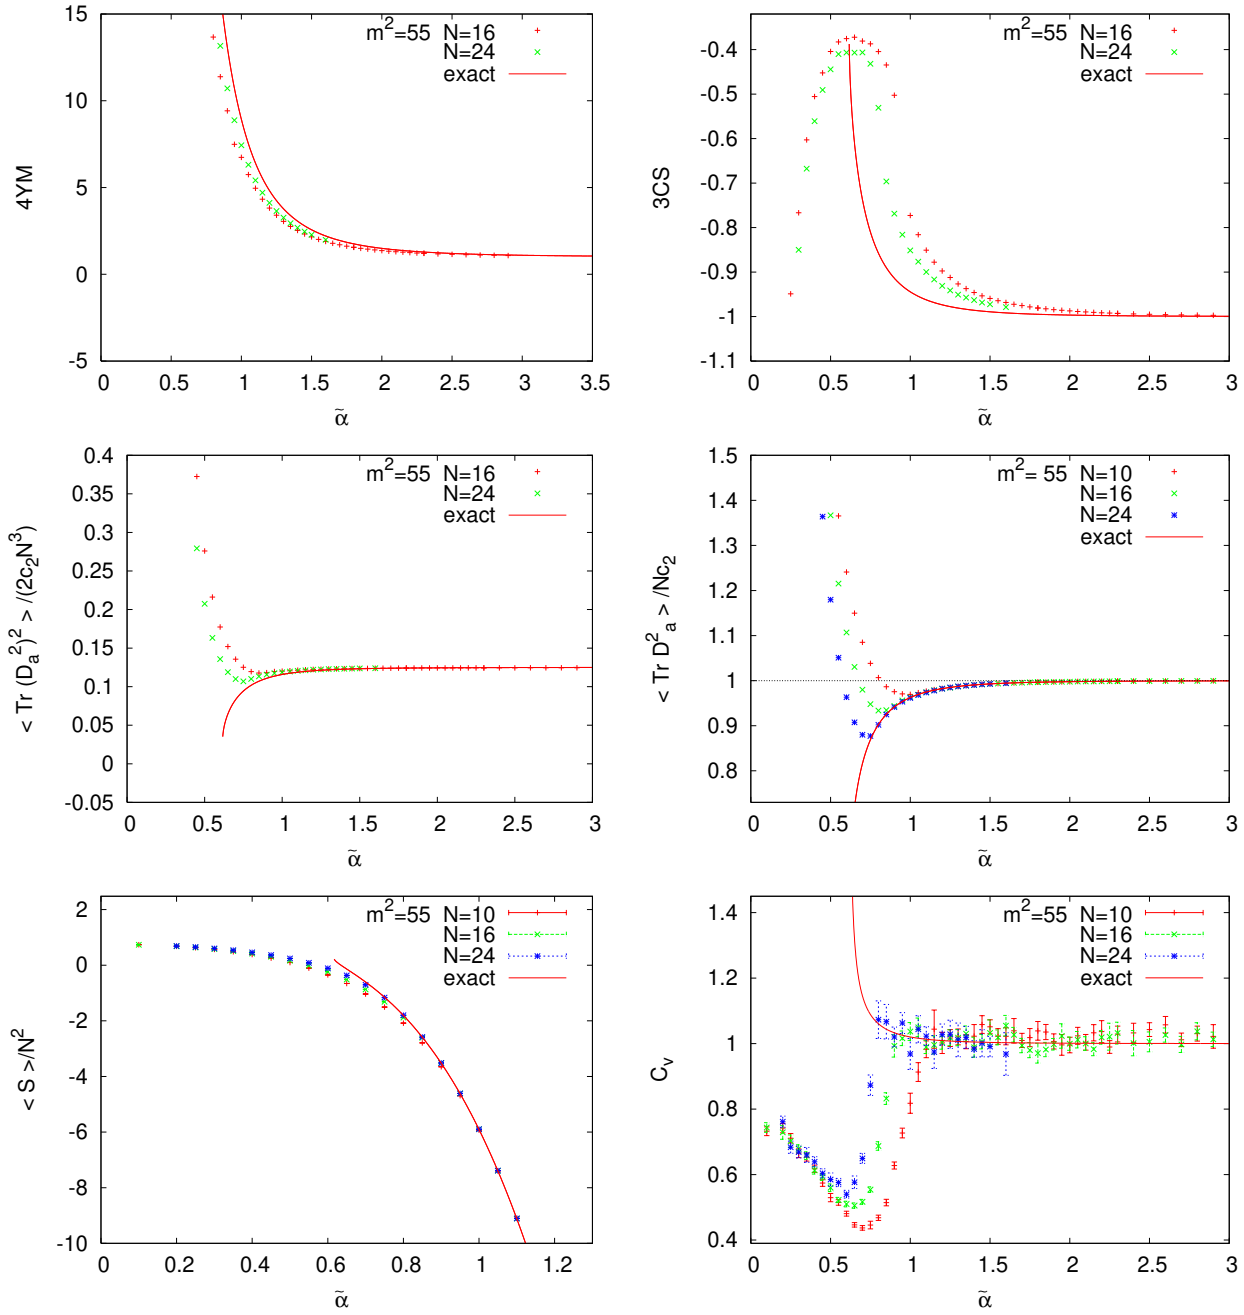 m²=55 N=16
N=24
exact
15
10
5
0
-5
4YM
0 0.5 1 1.5 2 2.5 3 3.5
α̃
m²=55 N=16
N=24
exact
-0.4
-0.5
-0.6
-0.7
-0.8
-0.9
-1
-1.1
3CS
0 0.5 1 1.5 2 2.5 3
α̃
m²=55 N=16
N=24
exact
0.4
0.35
0.3
0.25
0.2
0.15
0.1
0.05
0
-0.05
< Tr (D_a²)² > /(2c₂N³)
0 0.5 1 1.5 2 2.5 3
α̃
m²= 55 N=10
N=16
N=24
exact
1.5
1.4
1.3
1.2
1.1
1
0.9
0.8
< Tr D²_a > /Nc₂
0 0.5 1 1.5 2 2.5 3
α̃
m²=55 N=10
N=16
N=24
exact
2
0
-2
-4
-6
-8
-10
< S >/N²
0 0.2 0.4 0.6 0.8 1 1.2
α̃
m²=55 N=10
N=16
N=24
exact
1.4
1.2
1
0.8
0.6
0.4
C_v
0 0.5 1 1.5 2 2.5 3
α̃